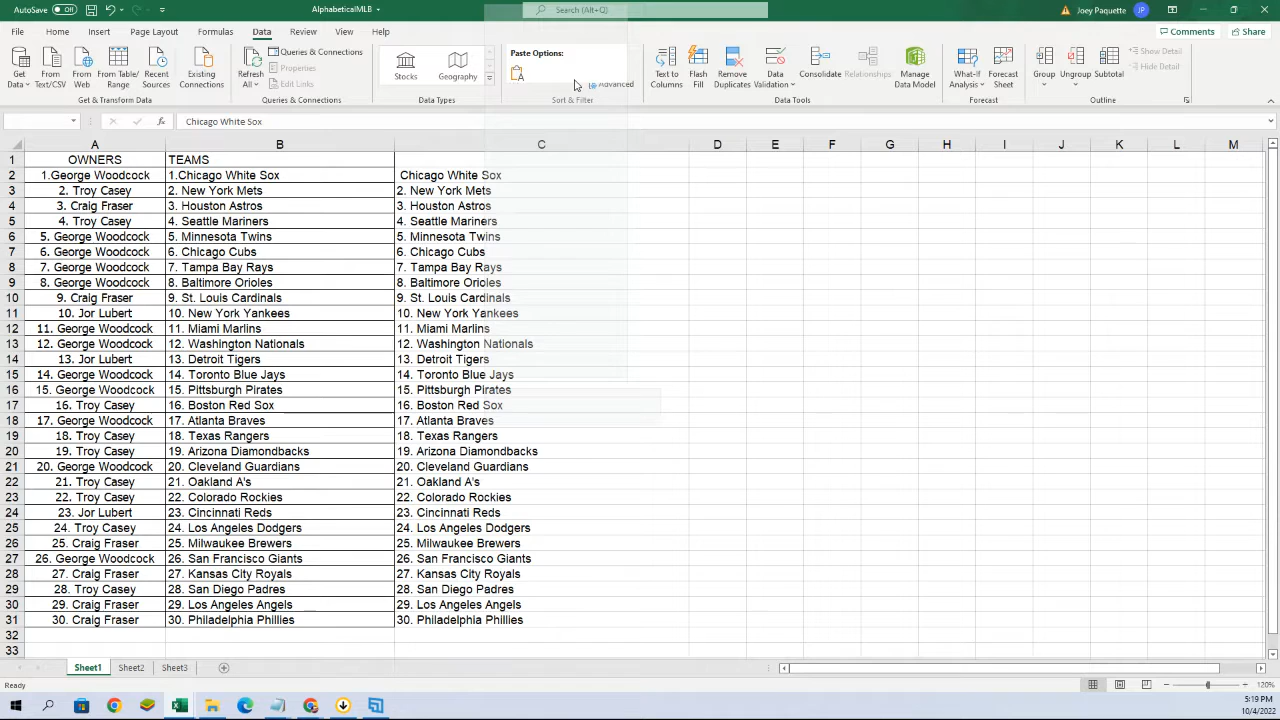 AutoSave Off AlphabeticalMLB Search (Alt+Q) Joey Paquette JP
File Home Insert Page Layout Formulas Data Review View Help Comments Share
Get Data From Text/CSV From Web From Table/Range Recent Sources Existing Connections
Get & Transform Data
Refresh All Queries & Connections Properties Edit Links
Queries & Connections
Stocks Geography
Data Types
Paste Options:
Advanced
Sort & Filter
Text to Columns Flash Fill Remove Duplicates Data Validation Consolidate Relationships Manage Data Model
Data Tools
What-If Analysis Forecast Sheet
Forecast
Group Ungroup Subtotal Show Detail Hide Detail
Outline
fx Chicago White Sox
A B C D E F G H I J K L M
1 OWNERS TEAMS
2 1.George Woodcock 1.Chicago White Sox Chicago White Sox
3 2. Troy Casey 2. New York Mets 2. New York Mets
4 3. Craig Fraser 3. Houston Astros 3. Houston Astros
5 4. Troy Casey 4. Seattle Mariners 4. Seattle Mariners
6 5. George Woodcock 5. Minnesota Twins 5. Minnesota Twins
7 6. George Woodcock 6. Chicago Cubs 6. Chicago Cubs
8 7. George Woodcock 7. Tampa Bay Rays 7. Tampa Bay Rays
9 8. George Woodcock 8. Baltimore Orioles 8. Baltimore Orioles
10 9. Craig Fraser 9. St. Louis Cardinals 9. St. Louis Cardinals
11 10. Jor Lubert 10. New York Yankees 10. New York Yankees
12 11. George Woodcock 11. Miami Marlins 11. Miami Marlins
13 12. George Woodcock 12. Washington Nationals 12. Washington Nationals
14 13. Jor Lubert 13. Detroit Tigers 13. Detroit Tigers
15 14. George Woodcock 14. Toronto Blue Jays 14. Toronto Blue Jays
16 15. George Woodcock 15. Pittsburgh Pirates 15. Pittsburgh Pirates
17 16. Troy Casey 16. Boston Red Sox 16. Boston Red Sox
18 17. George Woodcock 17. Atlanta Braves 17. Atlanta Braves
19 18. Troy Casey 18. Texas Rangers 18. Texas Rangers
20 19. Troy Casey 19. Arizona Diamondbacks 19. Arizona Diamondbacks
21 20. George Woodcock 20. Cleveland Guardians 20. Cleveland Guardians
22 21. Troy Casey 21. Oakland A's 21. Oakland A's
23 22. Troy Casey 22. Colorado Rockies 22. Colorado Rockies
24 23. Jor Lubert 23. Cincinnati Reds 23. Cincinnati Reds
25 24. Troy Casey 24. Los Angeles Dodgers 24. Los Angeles Dodgers
26 25. Craig Fraser 25. Milwaukee Brewers 25. Milwaukee Brewers
27 26. George Woodcock 26. San Francisco Giants 26. San Francisco Giants
28 27. Craig Fraser 27. Kansas City Royals 27. Kansas City Royals
29 28. Troy Casey 28. San Diego Padres 28. San Diego Padres
30 29. Craig Fraser 29. Los Angeles Angels 29. Los Angeles Angels
31 30. Craig Fraser 30. Philadelphia Phillies 30. Philadelphia Phillies
32
33
Sheet1 Sheet2 Sheet3
Ready 120%
5:19 PM
10/4/2022